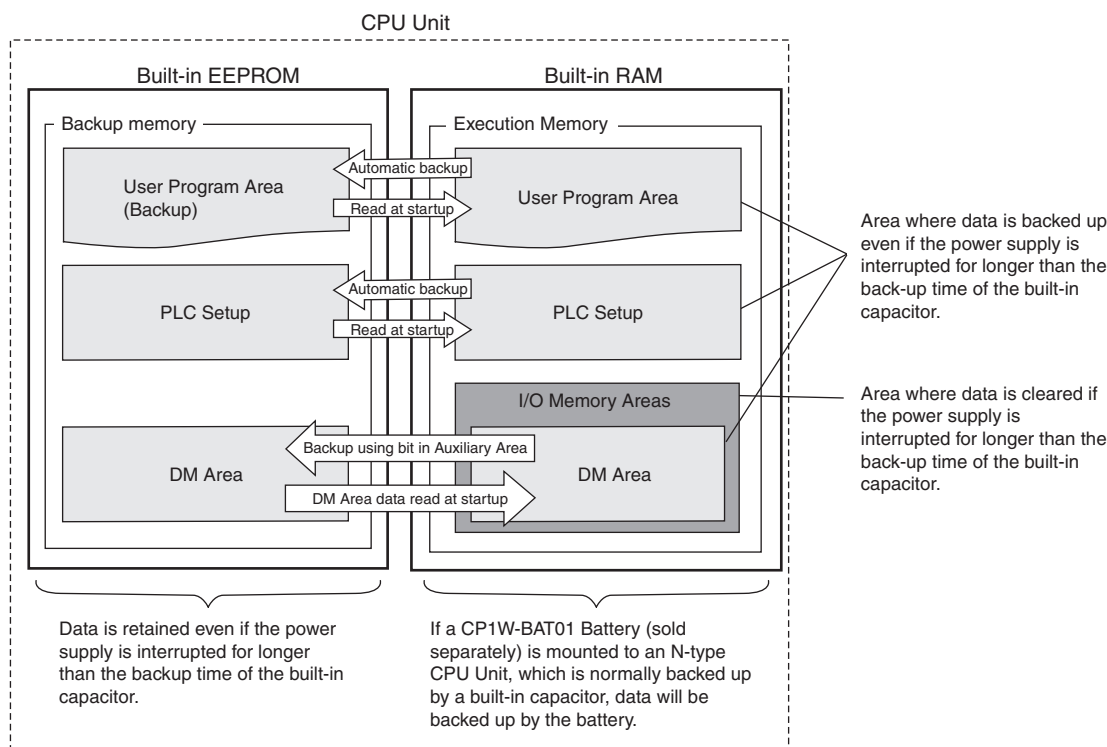 CPU Unit
Built-in EEPROM
Built-in RAM
Backup memory
Execution Memory
User Program Area
(Backup)
Automatic backup
Read at startup
User Program Area
PLC Setup
Automatic backup
Read at startup
PLC Setup
I/O Memory Areas
DM Area
Backup using bit in Auxiliary Area
DM Area data read at startup
DM Area
Area where data is backed up
even if the power supply is
interrupted for longer than the
back-up time of the built-in
capacitor.
Area where data is cleared if
the power supply is
interrupted for longer than the
back-up time of the built-in
capacitor.
Data is retained even if the power
supply is interrupted for longer
than the backup time of the built-in
capacitor.
If a CP1W-BAT01 Battery (sold
separately) is mounted to an N-type
CPU Unit, which is normally backed up
by a built-in capacitor, data will be
backed up by the battery.